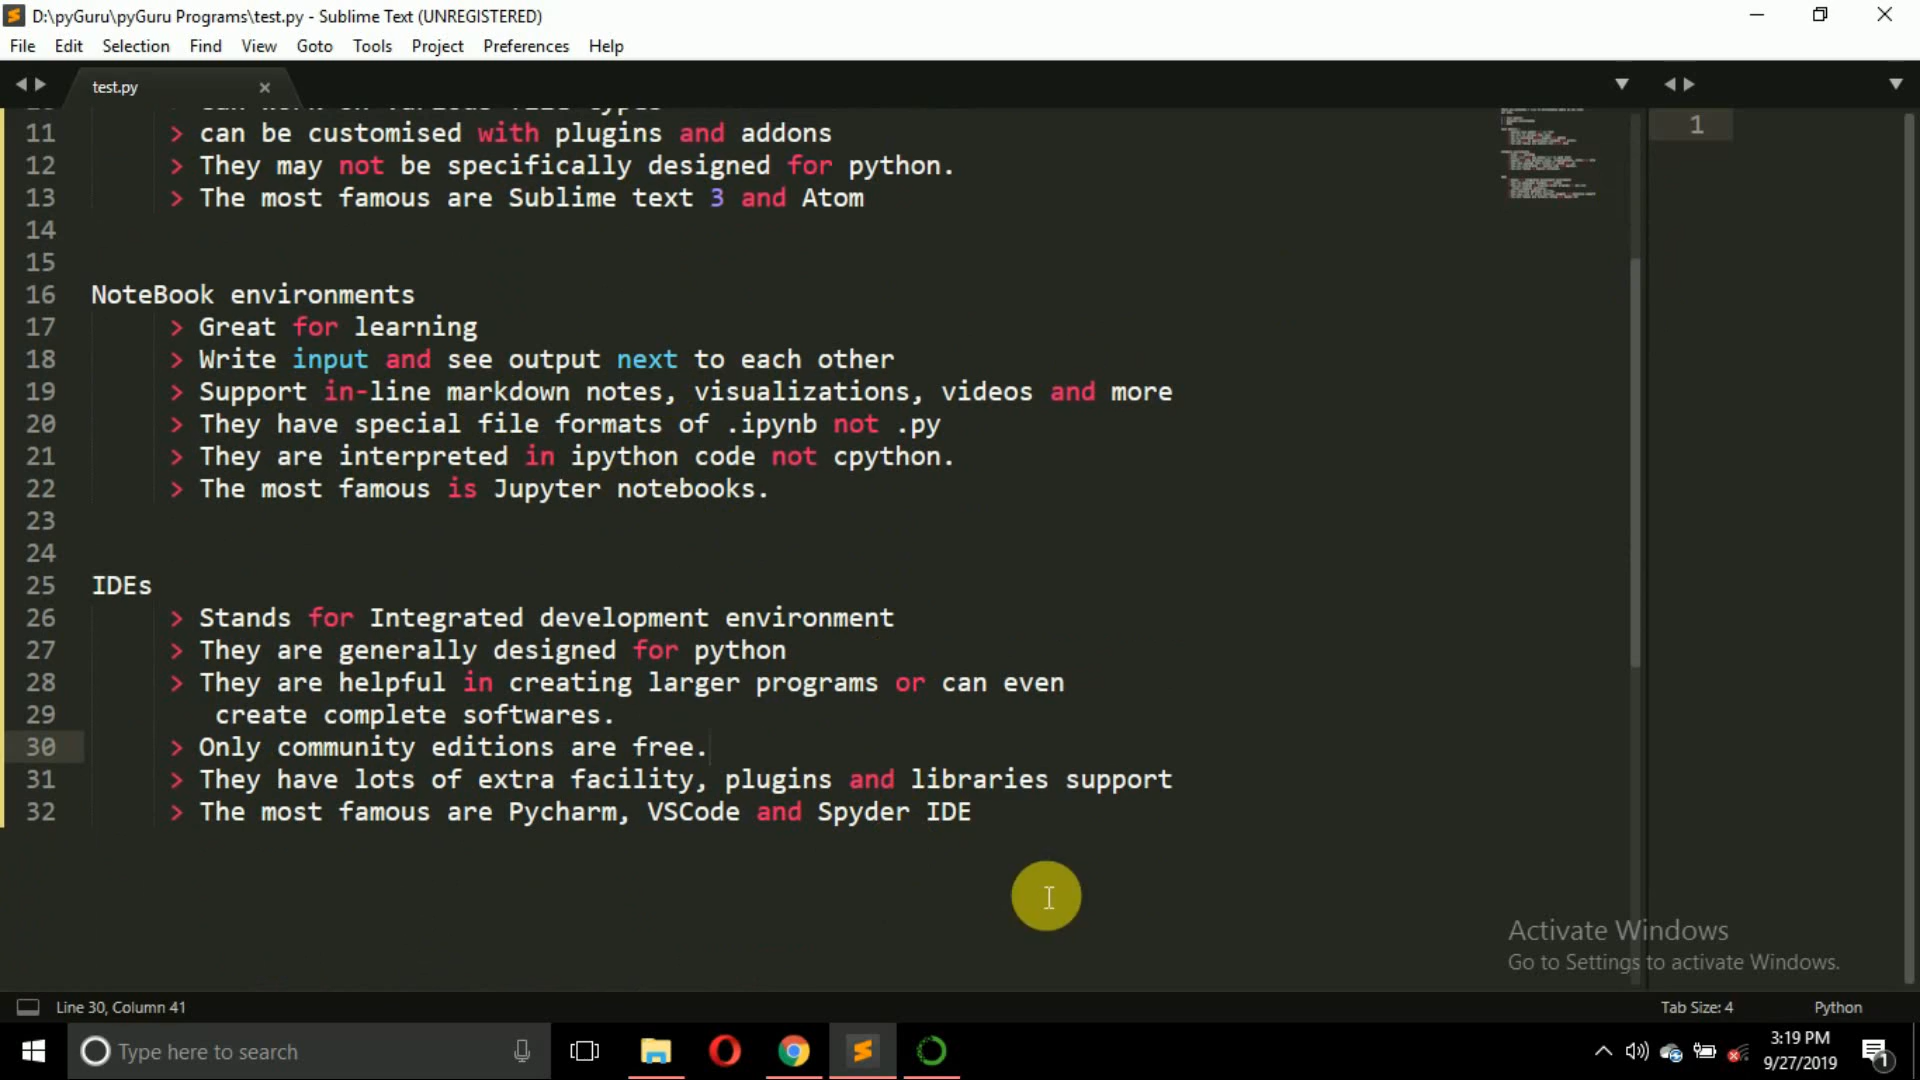 D:\pyGuru\pyGuru Programs\test.py - Sublime Text (UNREGISTERED)
File Edit Selection Find View Goto Tools Project Preferences Help
test.py
11 > can be customised with plugins and addons
12 > They may not be specifically designed for python.
13 > The most famous are Sublime text 3 and Atom
14
15
16 NoteBook environments
17 > Great for learning
18 > Write input and see output next to each other
19 > Support in-line markdown notes, visualizations, videos and more
20 > They have special file formats of .ipynb not .py
21 > They are interpreted in ipython code not cpython.
22 > The most famous is Jupyter notebooks.
23
24
25 IDEs
26 > Stands for Integrated development environment
27 > They are generally designed for python
28 > They are helpful in creating larger programs or can even
29 create complete softwares.
30 > Only community editions are free.
31 > They have lots of extra facility, plugins and libraries support
32 > The most famous are Pycharm, VSCode and Spyder IDE
1
Activate Windows
Go to Settings to activate Windows.
Line 30, Column 41
Tab Size: 4
Python
Type here to search
3:19 PM
9/27/2019
1